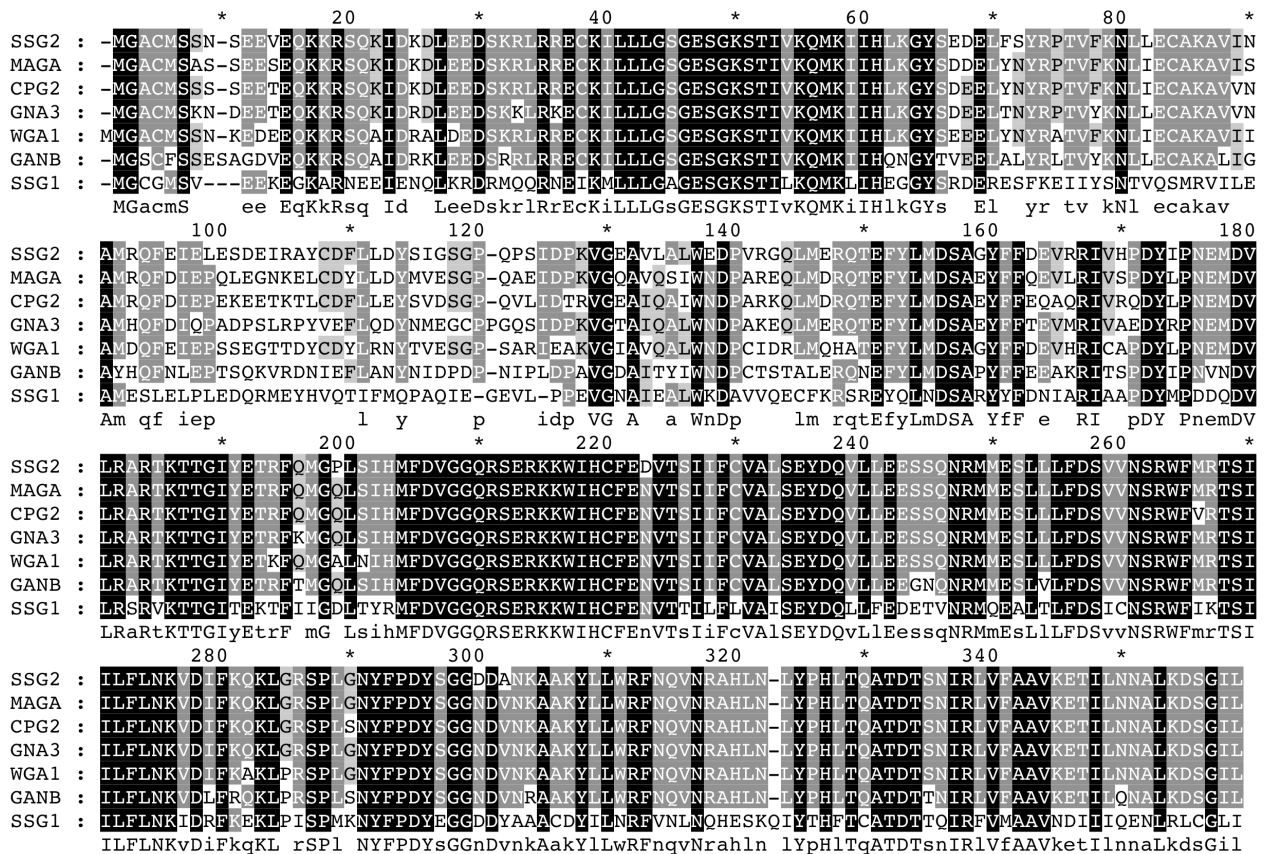 * 20 * 40 * 60 * 80 *
SSG2 : -MGACMSSN-SEEVEQKKRSQKIDKDLEEDSKRLRRECKILLLGSGESGKSTIVKQMKIIHLKGYSEDELFSYRPTVFKNLLECAKAVIN
MAGA : -MGACMSAS-SEESEQKKRSQKIDKDLEEDSKRLRRECKILLLGSGESGKSTIVKQMKIIHLKGYSDDELYNYRPTVFKNLIECAKAVIS
CPG2 : -MGACMSSS-SEETEQKKRSQKIDKDLEEDSKRLRRECKILLLGSGESGKSTIVKQMKIIHLKGYSDEELYNYRPTVFKNLIECAKAVVN
GNA3 : -MGACMSKN-DEETEQKKRSQKIDRDLEEDSKKLRKECKILLLGSGESGKSTIVKQMKIIHLKGYSDEELTNYRPTVYKNLLECAKAVVN
WGA1 : MMGACMSSN-KEDEEQKKRSQAIDRALDEDSKRLRRECKILLLGSGESGKSTIVKQMKIIHLKGYSEEELYNYRATVFKNLIECAKAVII
GANB : -MGSCFSSESAGDVEQKKRSQAIDRKLEEDSRRLRRECKILLLGSGESGKSTIVKQMKIIHQNGYTVEELALYRLTVYKNLLECAKALIG
SSG1 : -MGCGMSV---EEKEGKARNEEIENQLKRDRMQQRNEIKMLLLGAGESGKSTILKQMKLIHEGGYSRDERESFKEIIYSNTVQSMRVILE
MGacmS ee EqKkRsq Id LeeDskrlRrEcKiLLLGsGESGKSTIvKQMKiIHlkGYs El yr tv kNl ecakav
100 * 120 * 140 * 160 * 180
SSG2 : AMRQFEIELESDEIRAYCDFLLDYSIGSGP-QPSIDPKVGEAVLALWEDPVRGQLMERQTEFYLMDSAGYFFDEVRRIVHPDYIPNEMDV
MAGA : AMRQFDIEPQLEGNKELCDYLLDYMVESGP-QAEIDPKVGQAVQSIWNDPAREQLMERQTEFYLMDSAGYFFDEVLRIVSPDYIPNEMDV
CPG2 : AMRQFDIEPEKEETKTLCDFLLEYSVDSGP-QVLIDTRVGEAIQAIWNDPARKQLMDRQTEFYLMDSAEYFFEQAQRIVRQDYLPNEMDV
GNA3 : AMHQFDIQPADPSLRPYVEFLQDYNMEGCPPGQSIDPKVGTAIQALWNDPAKEQLMERQTEFYLMDSAEYFFTEVMRIVAEDYRPNEMDV
WGA1 : AMDQFEIEPSSEGTTDYCDYLRNYTVESGP-SARIEAKVGIAVQALWNDPCIDRLMQHATEFYLMDSAGYFFDEVHRICAPDYLPNEMDV
GANB : AYHQFNLEPTSQKVRDNIEFLANYNIDPDP-NIPLDPAVGDAITYIWNDPCTSTALERQNEFYLMDSAPYFFEEAKRITSPDYIPNVNDV
SSG1 : AMESLELPLEDQRMEYHVQTIFMQPAQIE-GEVL-PPEVGNAIEALWKDAVVQECFKRSREYQLNDSARYYFDNIARIAAPDYMPDDQDV
Am qf iep l y p idp VG A a WnDp lm rqtEfyLmDSA YfF e RI pDY PnemDV
* 200 * 220 * 240 * 260 *
SSG2 : LRARTKTTGIYETRFQMGPLSIHMFDVGGQRSERKKWIHCFEDVTSIIFCVALSEYDQVLLEESSQNRMMESLLLFDSVVNSRWFMRTSI
MAGA : LRARTKTTGIYETRFQMGQLSIHMFDVGGQRSERKKWIHCFENVTSIIFCVALSEYDQVLLEESSQNRMMESLLLFDSVVNSRWFMRTSI
CPG2 : LRARTKTTGIYETRFQMGQLSIHMFDVGGQRSERKKWIHCFENVTSIIFCVALSEYDQVLLEESSQNRMMESLLLFDSVVNSRWFVRTSI
GNA3 : LRARTKTTGIYETRFKMGQLSIHMFDVGGQRSERKKWIHCFENVTSIIFCVALSEYDQVLLEESSQNRMMESLLLFDSVVNSRWFMRTSI
WGA1 : LRARTKTTGIYETKFQMGALNIHMFDVGGQRSERKKWIHCFENVTSIIFCVALSEYDQVLLEESSQNRMMESLLLFDSVVNSRWFMRTSI
GANB : LRARTKTTGIYETRFTMGQLSIHMFDVGGQRSERKKWIHCFENVTSIIFCVALSEYDQVLLEEGNQNRMMESLVLFDSVVNSRWFMRTSI
SSG1 : LRSRVKTTGITEKTFIIGDLTYRMFDVGGQRSERKKWIHCFENVTTILFLVAISEYDQLLFEDETVNRMQEALTLFDSICNSRWFIKTSI
LRaRtKTTGIyEtrF mG LsihMFDVGGQRSERKKWIHCFEnVTsIiFcVAlSEYDQvLlEessqNRMmEsLlLFDSvvNSRWFmrTSI
280 * 300 * 320 * 340 *
SSG2 : ILFLNKVDIFKQKLGRSPLGNYFPDYSGGDDANKAAKYLLWRFNQVNRAHLN-LYPHLTQATDTSNIRLVFAAVKETILNNALKDSGIL
MAGA : ILFLNKVDIFKQKLGRSPLGNYFPDYSGGNDVNKAAKYLLWRFNQVNRAHLN-LYPHLTQATDTSNIRLVFAAVKETILNNALKDSGIL
CPG2 : ILFLNKVDIFKQKLGRSPLSNYFPDYSGGNDVNKAAKYLLWRFNQVNRAHLN-LYPHLTQATDTSNIRLVFAAVKETILNNALKDSGIL
GNA3 : ILFLNKVDIFKQKLGRSPLGNYFPDYSGGNDVNKAAKYLLWRFNQVNRAHLN-LYPHLTQATDTSNIRLVFAAVKETILNNALKDSGIL
WGA1 : ILFLNKVDIFKAKLPRSPLGNYFPDYSGGNDVNKAAKYLLWRFNQVNRAHLN-LYPHLTQATDTSNIRLVFAAVKETILNNALKDSGIL
GANB : ILFLNKVDLFRQKLPRSPLSNYFPDYSGGNDVNRAAKYLLWRFNQVNRAHLN-LYPHLTQATDTTNIRLVFAAVKETILQNALKDSGIL
SSG1 : ILFLNKIDRFKEKLPISPMKNYFPDYEGGDDYAAACDYILNRFVNLNQHESKQIYTHFTCATDTTQIRFVMAAVNDIIIQENLRLCGLI
ILFLNKvDiFkqKL rSPl NYFPDYsGGnDvnkAakYlLwRFnqvNrahln lYpHlTqATDTsnIRlVfAAVketIlnnaLkdsGil